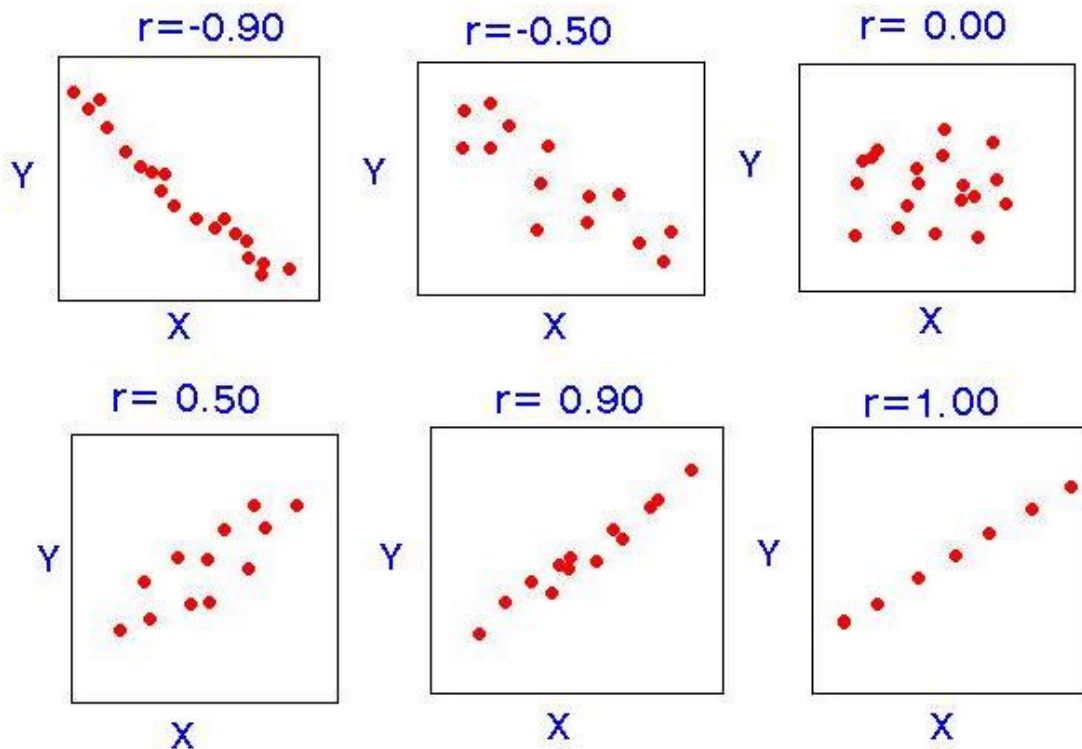 r=-0.90
r=-0.50
r= 0.00
Y
Y
Y
X
X
X
r= 0.50
r= 0.90
r=1.00
Y
Y
Y
X
X
X